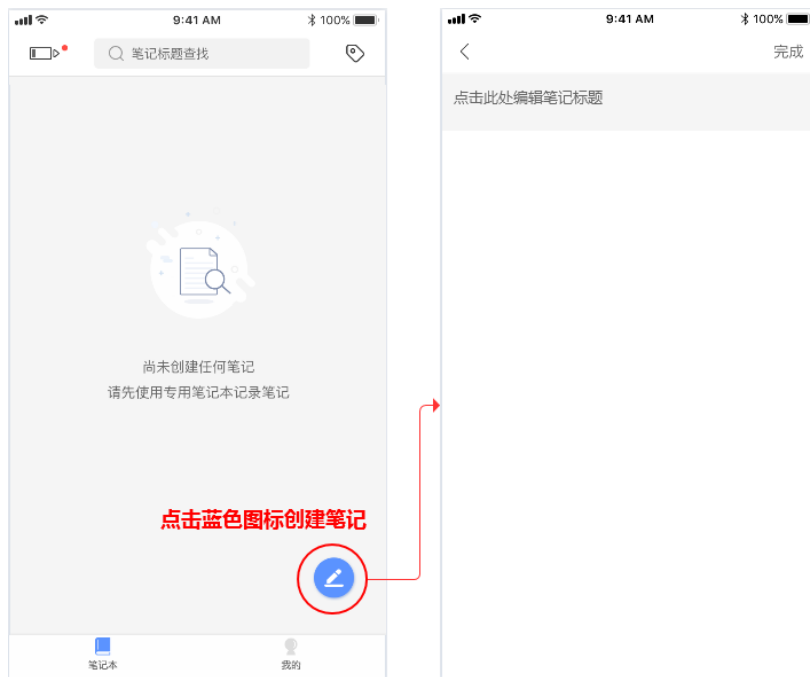 9:41 AM
100%
笔记标题查找
尚未创建任何笔记
请先使用专用笔记本记录笔记
点击蓝色图标创建笔记
笔记本
我的
9:41 AM
100%
完成
点击此处编辑笔记标题